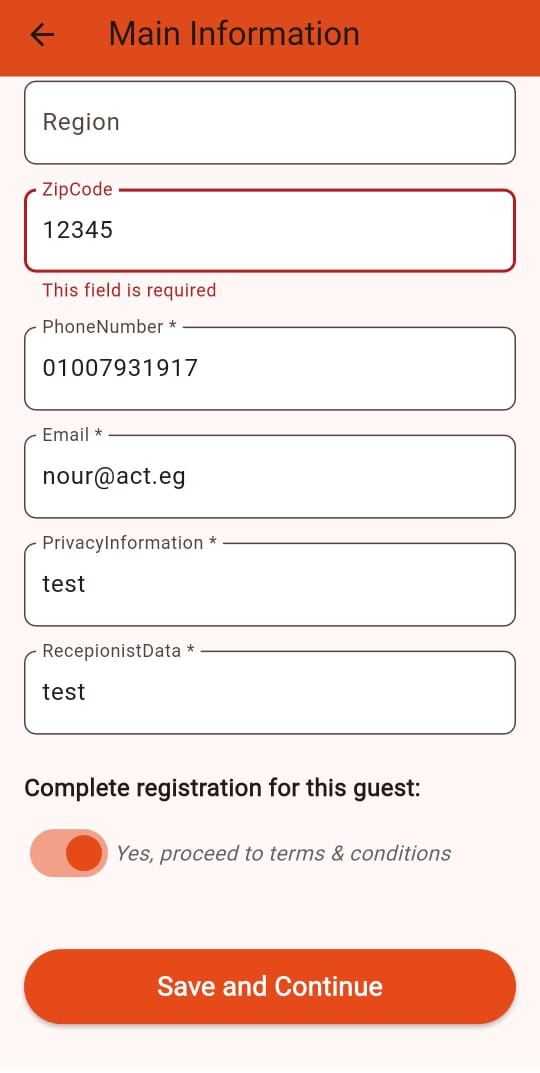 Main Information
Region
ZipCode
12345
This field is required
PhoneNumber *
01007931917
Email *
nour@act.eg
PrivacyInformation *
test
RecepionistData *
test
Complete registration for this guest:
Yes, proceed to terms & conditions
Save and Continue